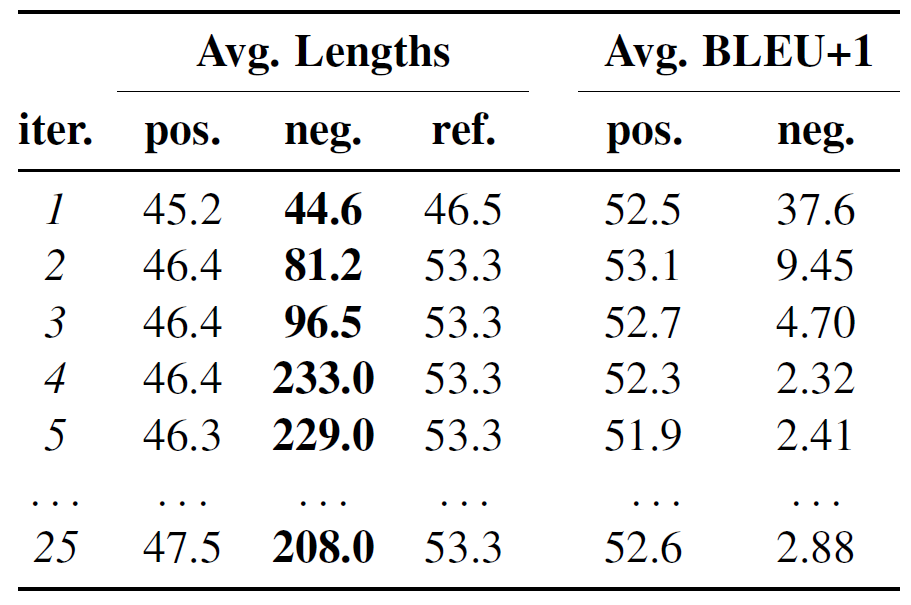 Avg. Lengths Avg. BLEU+1
iter. pos. neg. ref. pos. neg.
1 45.2 44.6 46.5 52.5 37.6
2 46.4 81.2 53.3 53.1 9.45
3 46.4 96.5 53.3 52.7 4.70
4 46.4 233.0 53.3 52.3 2.32
5 46.3 229.0 53.3 51.9 2.41
... ... ... ... ... ...
25 47.5 208.0 53.3 52.6 2.88